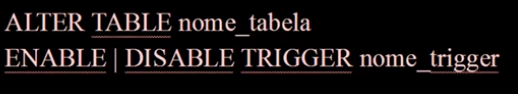 ALTER TABLE nome_tabela
ENABLE | DISABLE TRIGGER nome_trigger